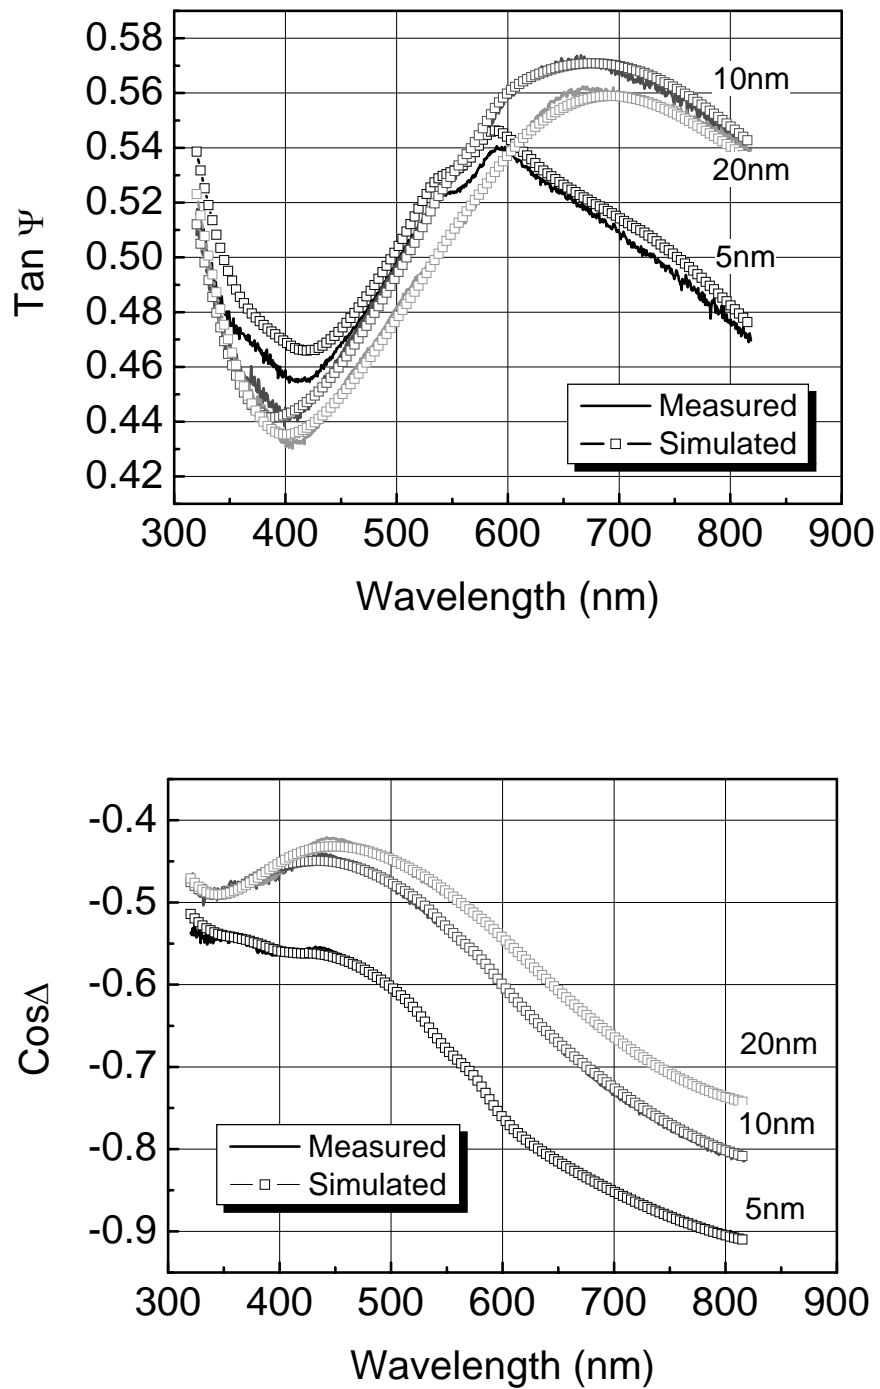 0.58
0.56
0.54
0.52
0.50
0.48
0.46
0.44
0.42
Tan Ψ
10nm
20nm
5nm
Measured
Simulated
300 400 500 600 700 800 900
Wavelength (nm)
-0.4
-0.5
-0.6
-0.7
-0.8
-0.9
CosΔ
20nm
10nm
5nm
Measured
Simulated
300 400 500 600 700 800 900
Wavelength (nm)